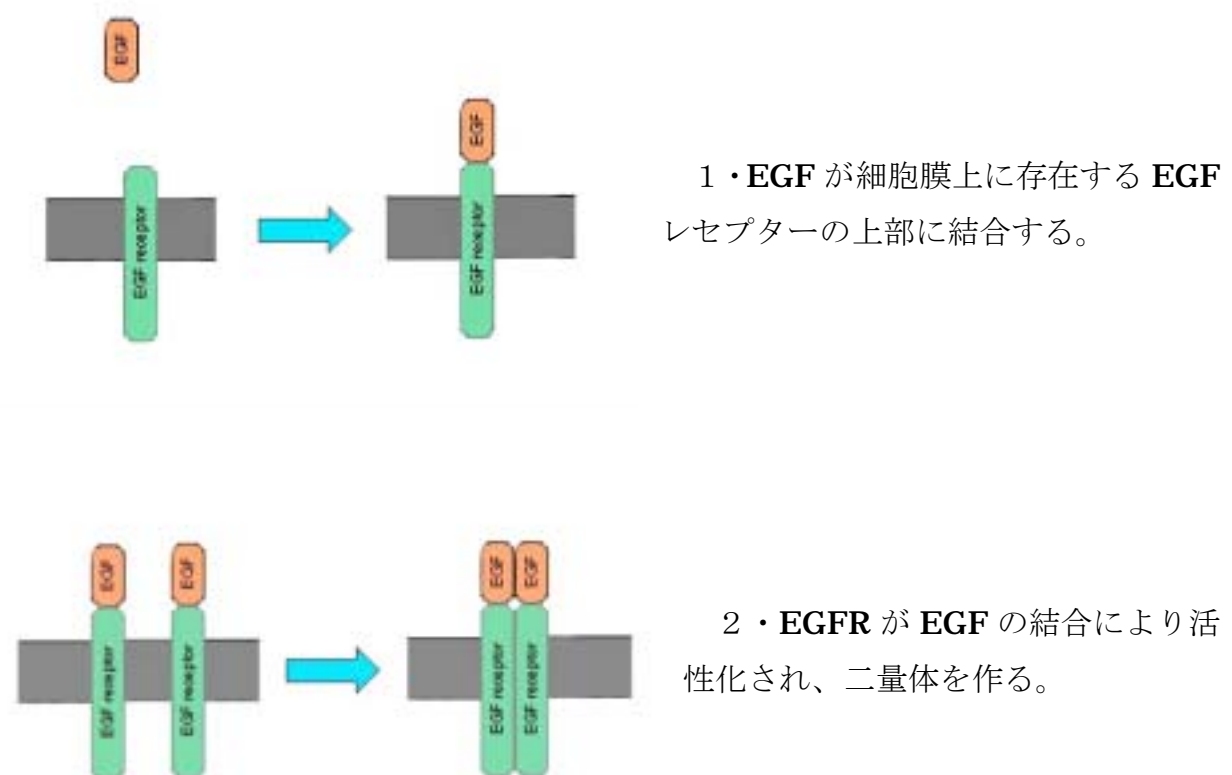 EGF
EGF receptor
EGF
EGF receptor
1・EGF が細胞膜上に存在する EGF
レセプターの上部に結合する。
EGF
EGF receptor
EGF
EGF receptor
EGF
EGF
EGF receptor
EGF receptor
2・EGFR が EGF の結合により活
性化され、二量体を作る。